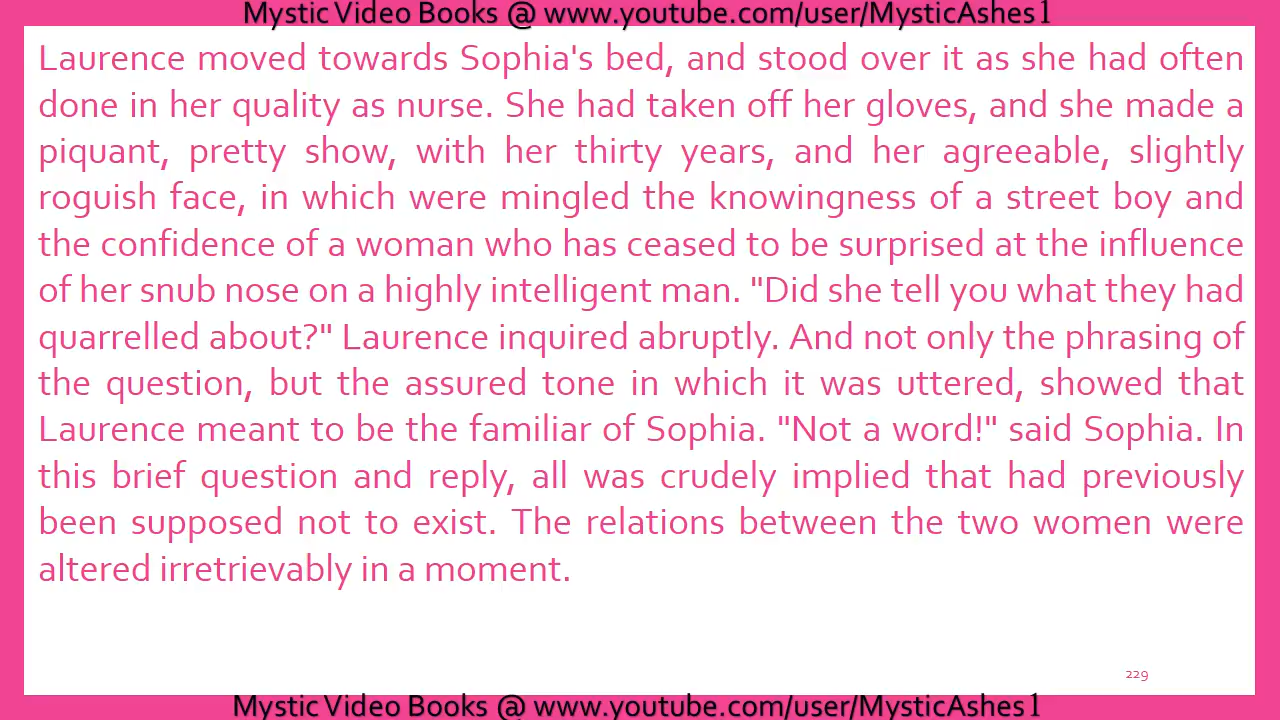 Mystic Video Books @ www.youtube.com/user/MysticAshes1
Laurence moved towards Sophia's bed, and stood over it as she had often
done in her quality as nurse. She had taken off her gloves, and she made a
piquant, pretty show, with her thirty years, and her agreeable, slightly
roguish face, in which were mingled the knowingness of a street boy and
the confidence of a woman who has ceased to be surprised at the influence
of her snub nose on a highly intelligent man. "Did she tell you what they had
quarrelled about?" Laurence inquired abruptly. And not only the phrasing of
the question, but the assured tone in which it was uttered, showed that
Laurence meant to be the familiar of Sophia. "Not a word!" said Sophia. In
this brief question and reply, all was crudely implied that had previously
been supposed not to exist. The relations between the two women were
altered irretrievably in a moment.
229
Mystic Video Books @ www.youtube.com/user/MysticAshes1